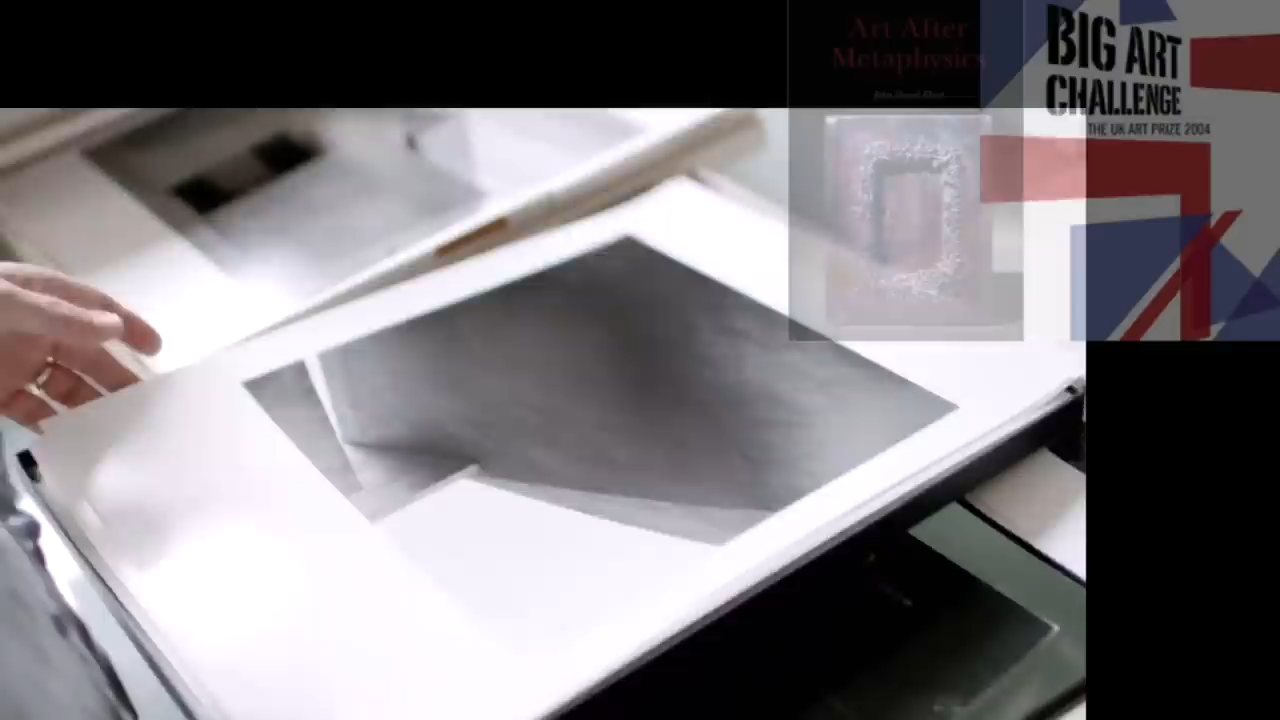 Art After
Metaphysics
BIG ART
CHALLENGE
THE UK ART PRIZE 2004